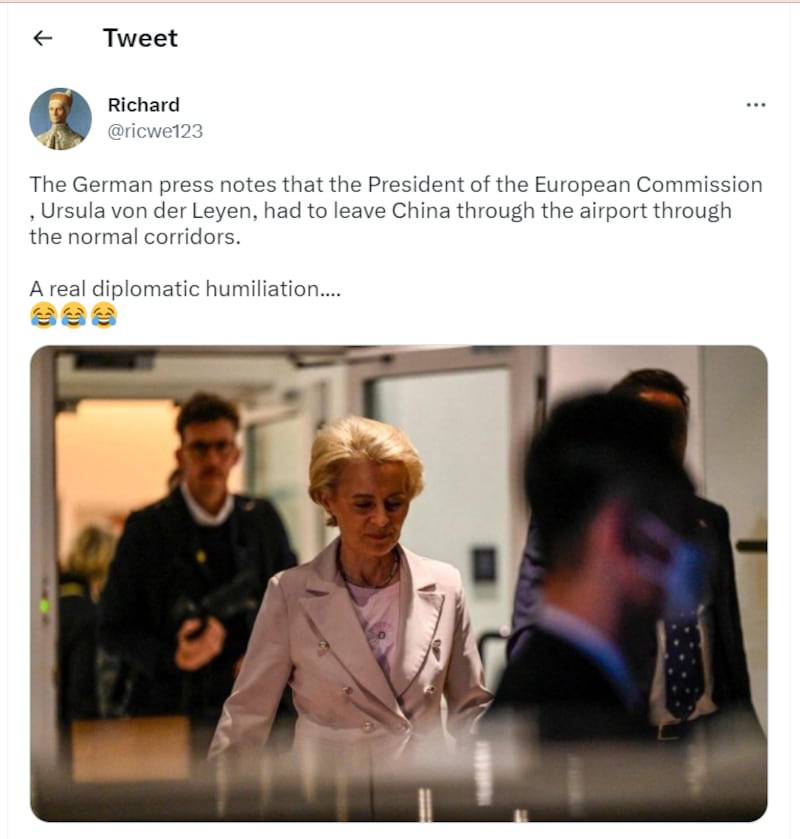 Tweet
Richard
@ricwe123
The German press notes that the President of the European Commission
, Ursula von der Leyen, had to leave China through the airport through
the normal corridors.
A real diplomatic humiliation....
😂😂😂